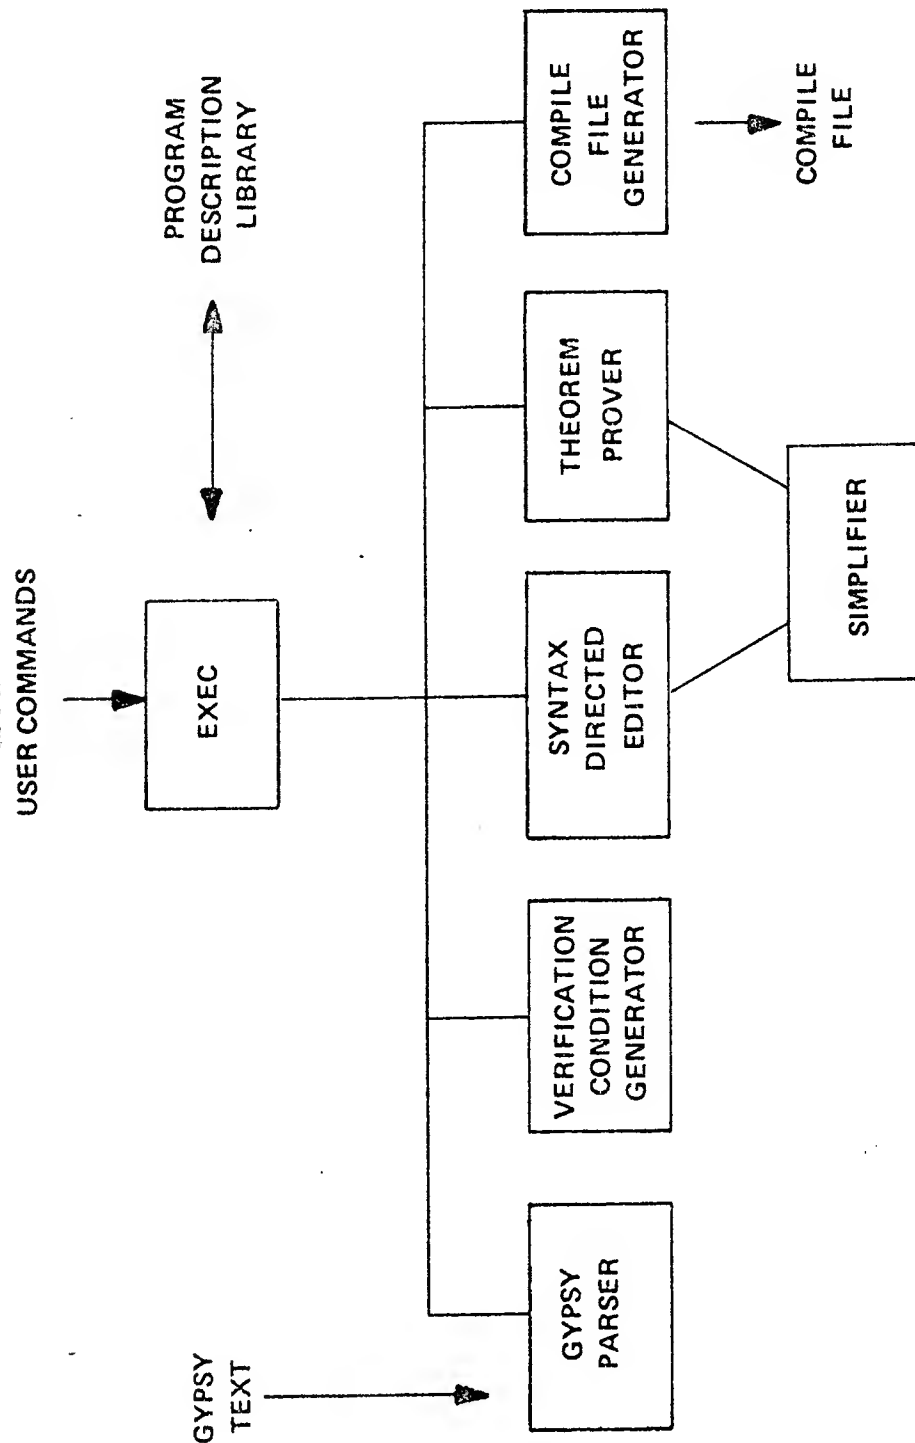 USER COMMANDS
EXEC
PROGRAM
DESCRIPTION
LIBRARY
GYPSY
TEXT
GYPSY
PARSER
VERIFICATION
CONDITION
GENERATOR
SYNTAX
DIRECTED
EDITOR
THEOREM
PROVER
COMPILE
FILE
GENERATOR
SIMPLIFIER
COMPILE
FILE